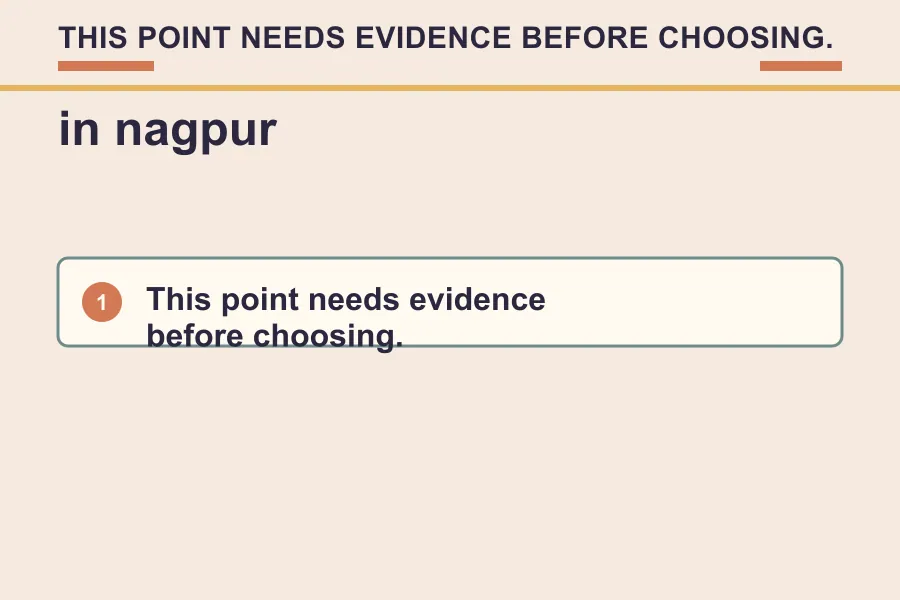 THIS POINT NEEDS EVIDENCE BEFORE CHOOSING.
in nagpur
1
This point needs evidence
before choosing.